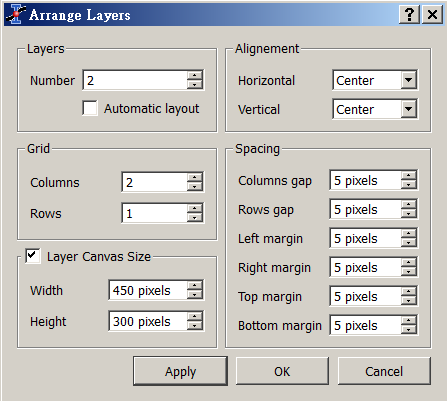 Arrange Layers
Layers
Number 2
Automatic layout
Alignement
Horizontal Center
Vertical Center
Grid
Columns 2
Rows 1
Spacing
Columns gap 5 pixels
Rows gap 5 pixels
Left margin 5 pixels
Right margin 5 pixels
Top margin 5 pixels
Bottom margin 5 pixels
Layer Canvas Size
Width 450 pixels
Height 300 pixels
Apply OK Cancel